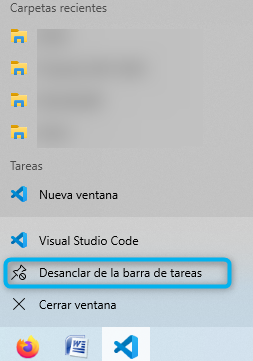 Carpetas recientes
Tareas
Nueva ventana
Visual Studio Code
Desanclar de la barra de tareas
Cerrar ventana